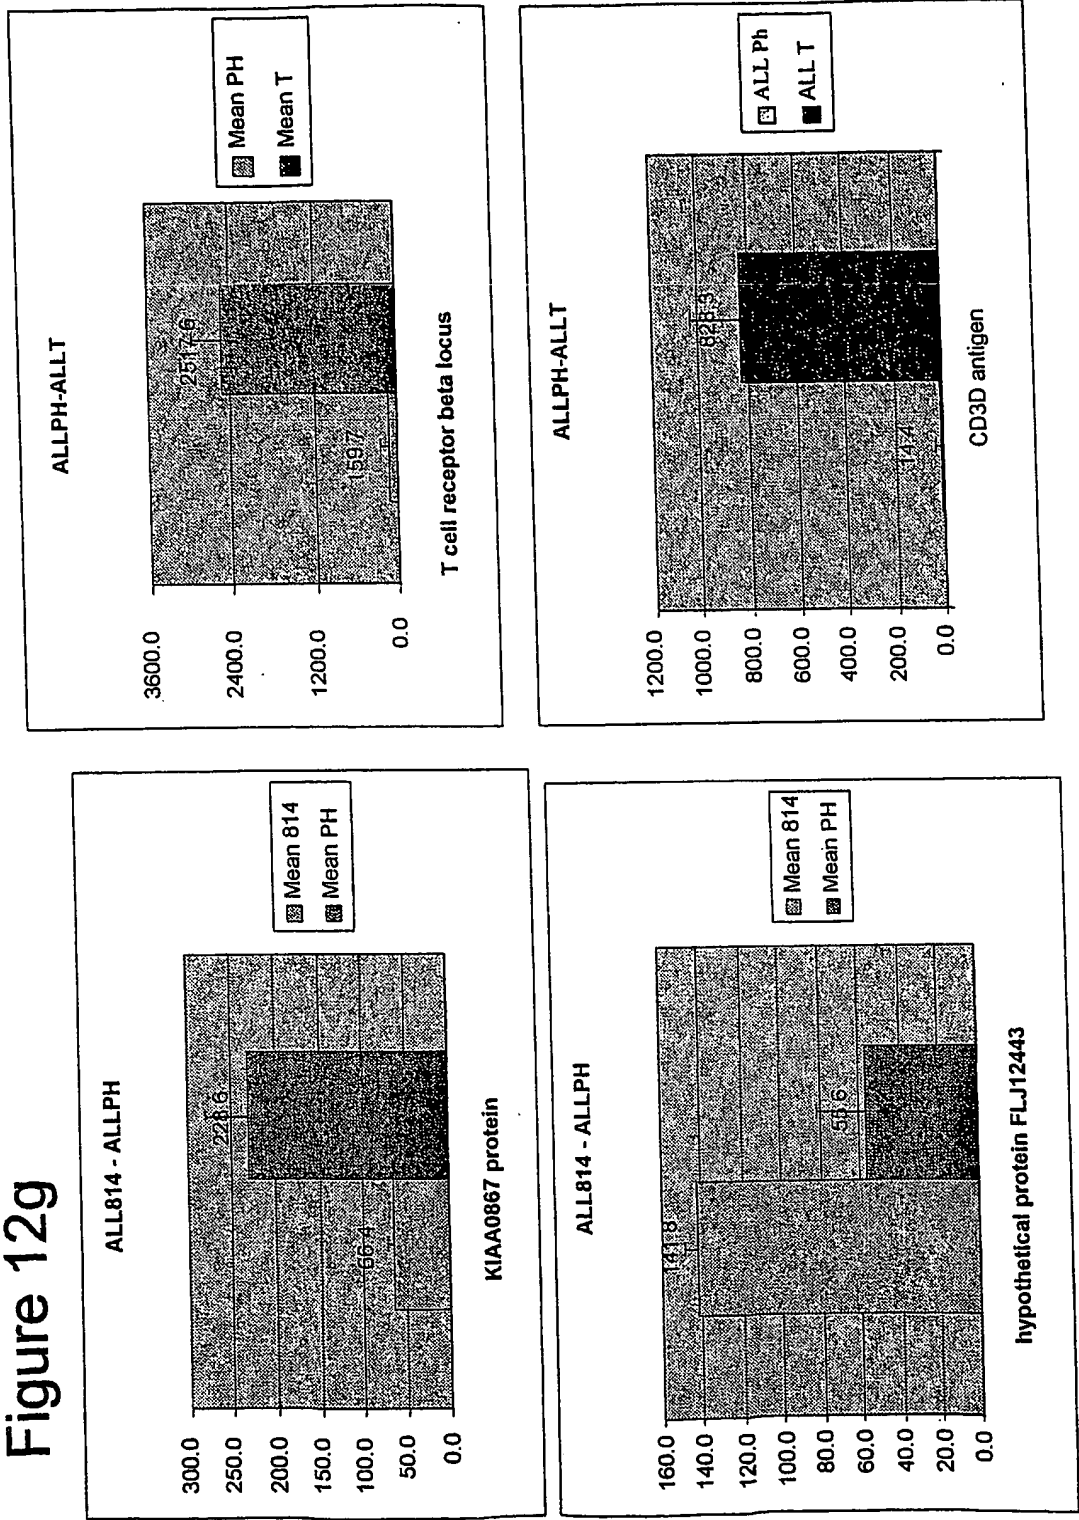 Figure 12g
ALL814 - ALLPH
300.0
250.0
200.0
150.0
100.0
50.0
0.0
228.6
66.4
KIAA0867 protein
Mean 814
Mean PH
ALLPH-ALLT
3600.0
2400.0
1200.0
0.0
2517.6
159.7
T cell receptor beta locus
Mean PH
Mean T
ALL814 - ALLPH
160.0
140.0
120.0
100.0
80.0
60.0
40.0
20.0
0.0
141.8
55.6
hypothetical protein FLJ12443
Mean 814
Mean PH
ALLPH-ALLT
1200.0
1000.0
800.0
600.0
400.0
200.0
0.0
828.3
14.4
CD3D antigen
ALL Ph
ALL T